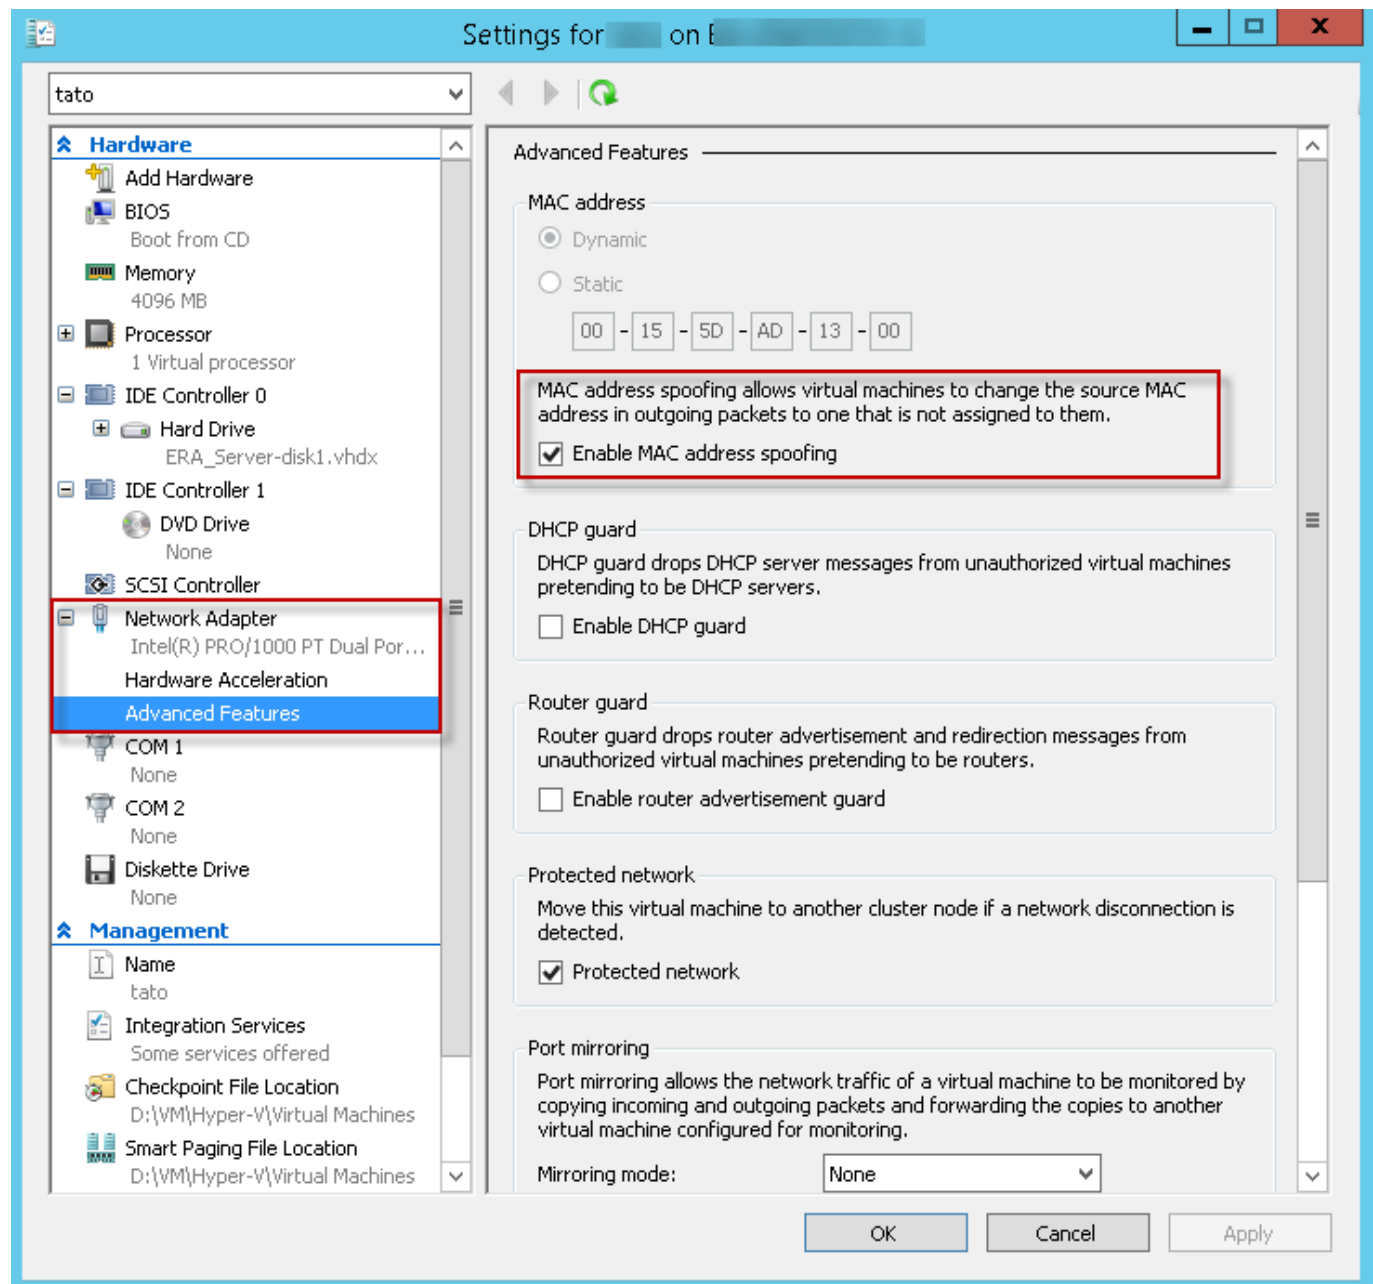 Settings for on
tato
Hardware
Add Hardware
BIOS
Boot from CD
Memory
4096 MB
Processor
1 Virtual processor
IDE Controller 0
Hard Drive
ERA_Server-disk1.vhdx
IDE Controller 1
DVD Drive
None
SCSI Controller
Network Adapter
Intel(R) PRO/1000 PT Dual Por...
Hardware Acceleration
Advanced Features
COM 1
None
COM 2
None
Diskette Drive
None
Management
Name
tato
Integration Services
Some services offered
Checkpoint File Location
D:\VM\Hyper-V\Virtual Machines
Smart Paging File Location
D:\VM\Hyper-V\Virtual Machines
Advanced Features
MAC address
Dynamic
Static
00 - 15 - 5D - AD - 13 - 00
MAC address spoofing allows virtual machines to change the source MAC
address in outgoing packets to one that is not assigned to them.
Enable MAC address spoofing
DHCP guard
DHCP guard drops DHCP server messages from unauthorized virtual machines
pretending to be DHCP servers.
Enable DHCP guard
Router guard
Router guard drops router advertisement and redirection messages from
unauthorized virtual machines pretending to be routers.
Enable router advertisement guard
Protected network
Move this virtual machine to another cluster node if a network disconnection is
detected.
Protected network
Port mirroring
Port mirroring allows the network traffic of a virtual machine to be monitored by
copying incoming and outgoing packets and forwarding the copies to another
virtual machine configured for monitoring.
Mirroring mode: None
OK Cancel Apply